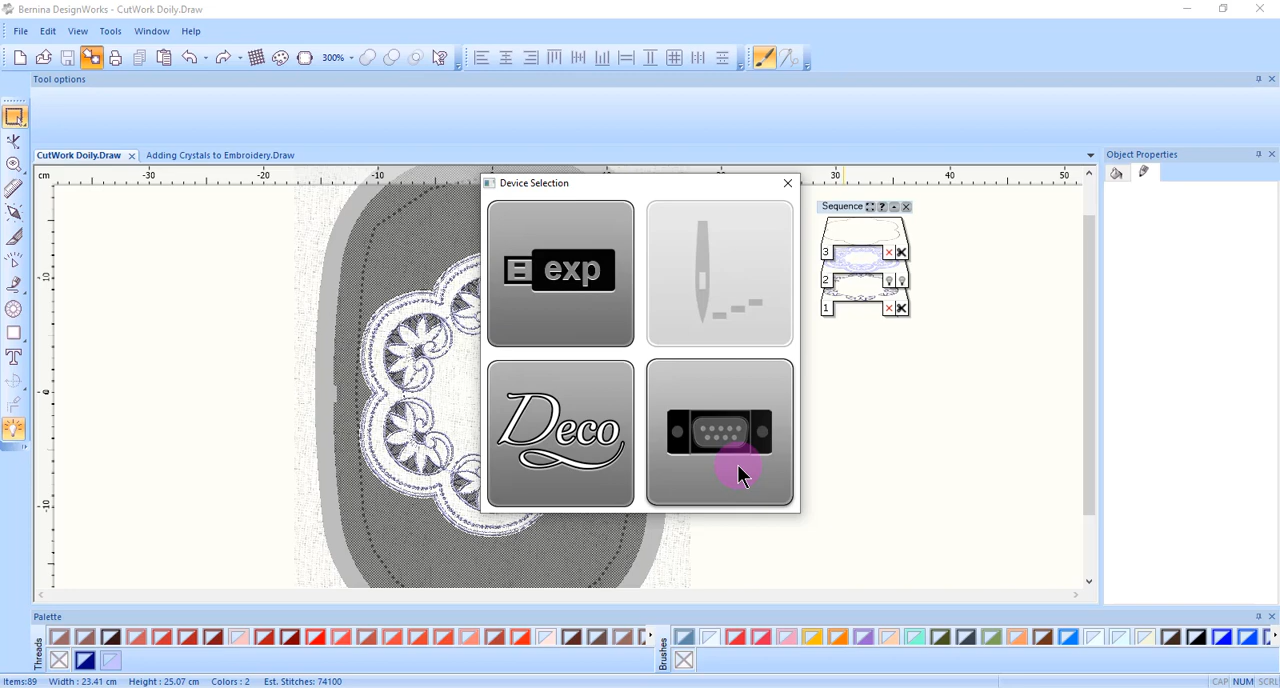 Bernina DesignWorks - CutWork Doily.Draw
File Edit View Tools Window Help
300%
Tool options
CutWork Doily.Draw Adding Crystals to Embroidery.Draw
Object Properties
cm -30 -20 -10 30 40 50
Device Selection
Sequence
exp
3
2
1
10
0
-10
Deco
Palette
Threads
Brushes
Items:89 Width : 23.41 cm Height : 25.07 cm Colors : 2 Est. Stitches: 74100 CAP NUM SCRL